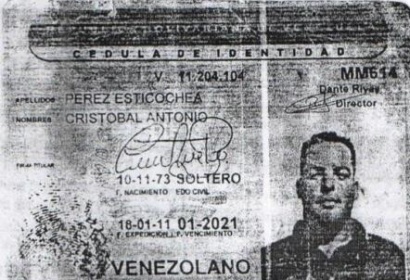 CEDULA DE IDENTIDAD
V 11.204.104 MM614
Dante Rivas
Director
APELLIDOS PEREZ ESTICOCHEA
NOMBRES CRISTOBAL ANTONIO
FIRMA TITULAR
10-11-73 SOLTERO
F. NACIMIENTO EDO CIVIL
18-01-11 01-2021
F. EXPEDICION F. VENCIMIENTO
VENEZOLANO